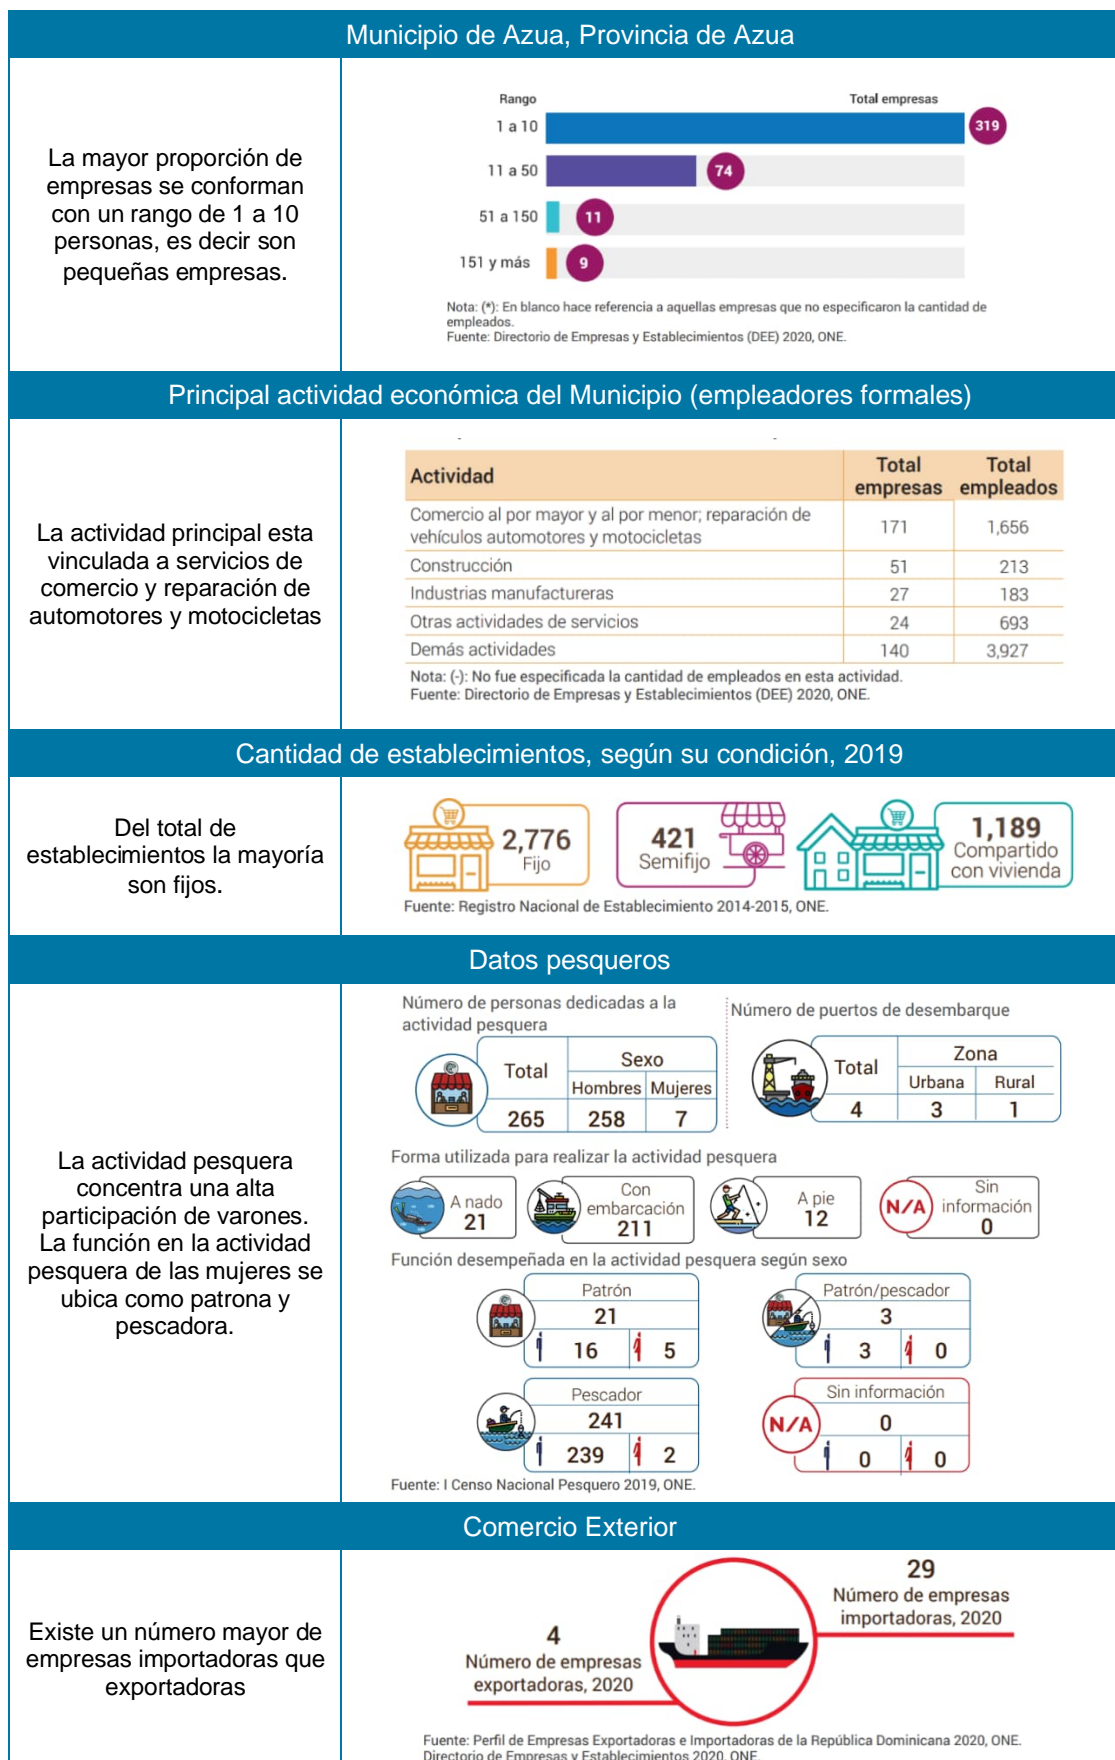 Municipio de Azua, Provincia de Azua
La mayor proporción de
empresas se conforman
con un rango de 1 a 10
personas, es decir son
pequeñas empresas.
Rango Total empresas
1 a 10 319
11 a 50 74
51 a 150 11
151 y más 9
Nota: (*): En blanco hace referencia a aquellas empresas que no especificaron la cantidad de
empleados.
Fuente: Directorio de Empresas y Establecimientos (DEE) 2020, ONE.
Principal actividad económica del Municipio (empleadores formales)
La actividad principal esta
vinculada a servicios de
comercio y reparación de
automotores y motocicletas
Actividad Total empresas Total empleados
Comercio al por mayor y al por menor; reparación de
vehículos automotores y motocicletas 171 1,656
Construcción 51 213
Industrias manufactureras 27 183
Otras actividades de servicios 24 693
Demás actividades 140 3,927
Nota: (-): No fue especificada la cantidad de empleados en esta actividad.
Fuente: Directorio de Empresas y Establecimientos (DEE) 2020, ONE.
Cantidad de establecimientos, según su condición, 2019
Del total de
establecimientos la mayoría
son fijos.
2,776
Fijo
421
Semifijo
1,189
Compartido
con vivienda
Fuente: Registro Nacional de Establecimiento 2014-2015, ONE.
Datos pesqueros
La actividad pesquera
concentra una alta
participación de varones.
La función en la actividad
pesquera de las mujeres se
ubica como patrona y
pescadora.
Número de personas dedicadas a la
actividad pesquera
Total Sexo
Hombres Mujeres
265 258 7
Número de puertos de desembarque
Total Zona
Urbana Rural
4 3 1
Forma utilizada para realizar la actividad pesquera
A nado
21
Con
embarcación
211
A pie
12
N/A
Sin
información
0
Función desempeñada en la actividad pesquera según sexo
Patrón
21
16 5
Patrón/pescador
3
3 0
Pescador
241
239 2
N/A
Sin información
0
0 0
Fuente: I Censo Nacional Pesquero 2019, ONE.
Comercio Exterior
Existe un número mayor de
empresas importadoras que
exportadoras
4
Número de empresas
exportadoras, 2020
29
Número de empresas
importadoras, 2020
Fuente: Perfil de Empresas Exportadoras e Importadoras de la República Dominicana 2020, ONE.
Directorio de Empresas y Establecimientos 2020, ONE.